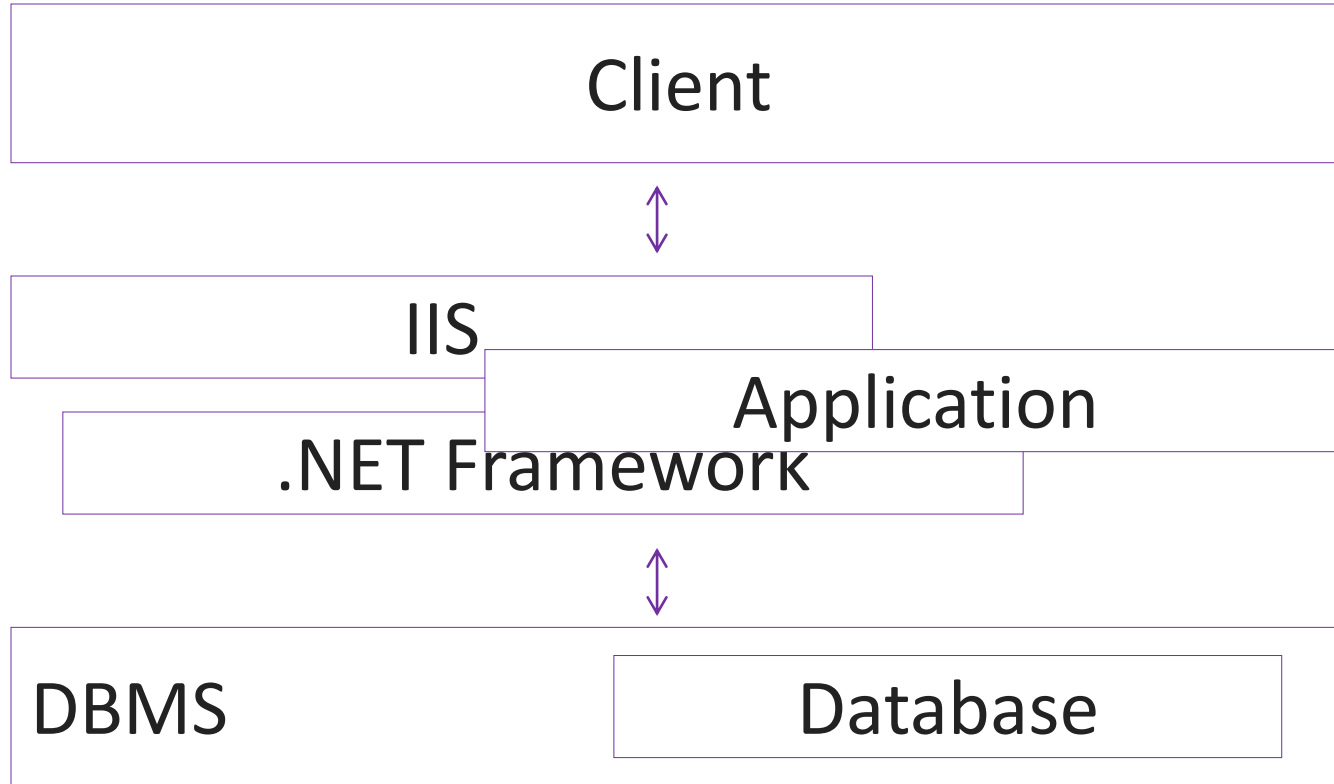 Client
IIS
Application
.NET Framework
DBMS
Database